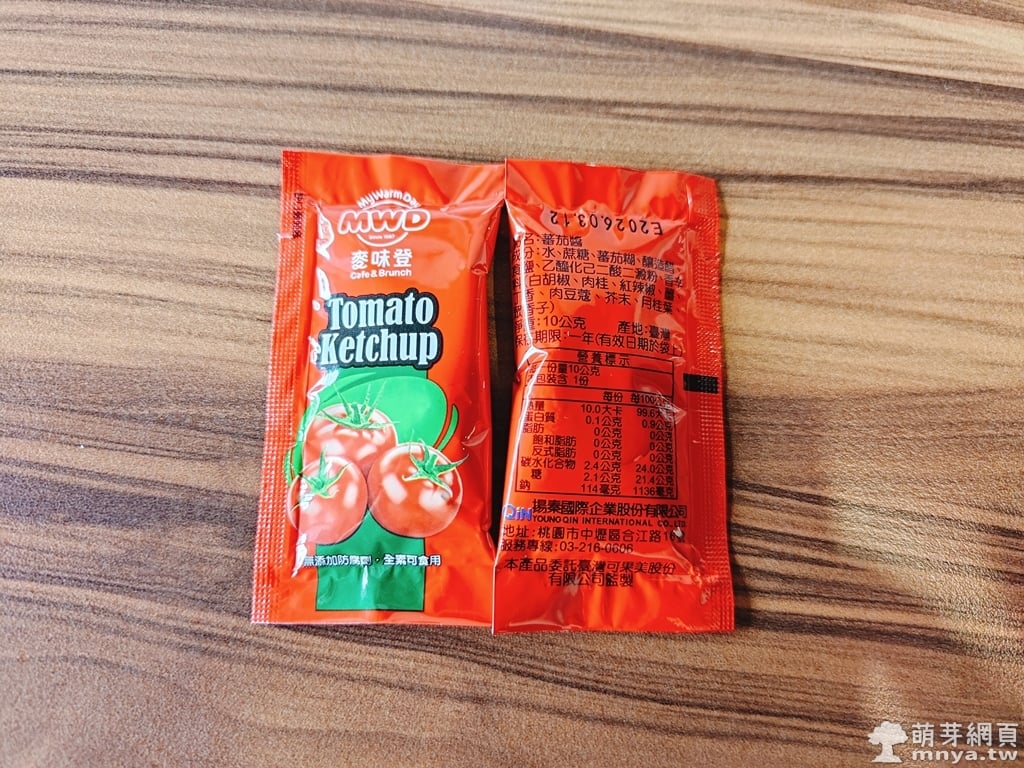 My Warm Day
MWD
Since 1987
麥味登
Cafe & Brunch
Tomato
Ketchup
無添加防腐劑·全素可食用
E2026.03.12
名:蕃茄醬
成分:水、蔗糖、蕃茄糊、釀造醋、
鹽、乙醯化己二酸二澱粉、香辛
料(白胡椒、肉桂、紅辣椒、
香、肉豆蔻、芥末、月桂葉、
香子)
淨重:10公克 產地:臺灣
保存期限:一年(有效日期於袋上
營養標示
每一份量10公克
本包裝含 1份
每份 每100公克
熱量 10.0大卡 99.6大卡
蛋白質 0.1公克 0.9公克
脂肪 0公克 0公克
飽和脂肪 0公克 0公克
反式脂肪 0公克 0公克
碳水化合物 2.4公克 24.0公克
糖 2.1公克 21.4公克
鈉 114毫克 1136毫克
QIN 揚秦國際企業股份有限公司
YOUNGQIN INTERNATIONAL CO.,LTD
地址:桃園市中壢區合江路16
服務專線:03-216-0606
本產品委託臺灣可果美股份
有限公司監製
萌芽網頁
mnya.tw